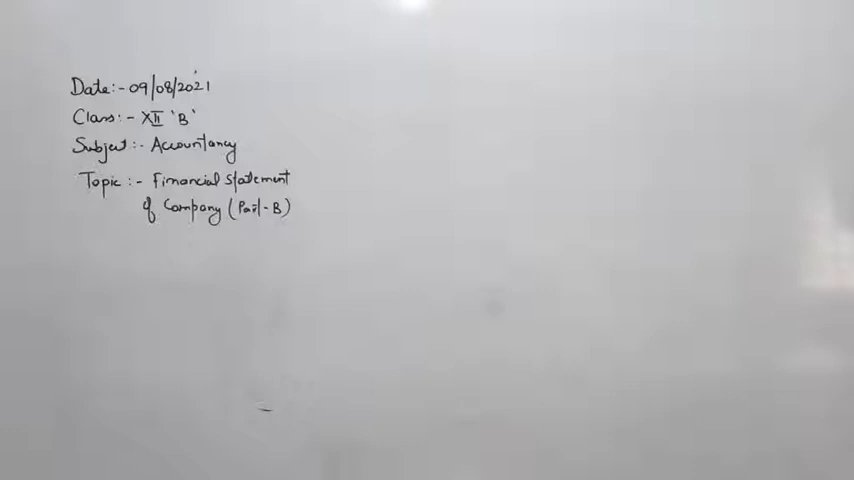 Date:- 09/08/2021
Class:- XII 'B'
Subject:- Accountancy
Topic:- Financial statement
of Company (Part-B)